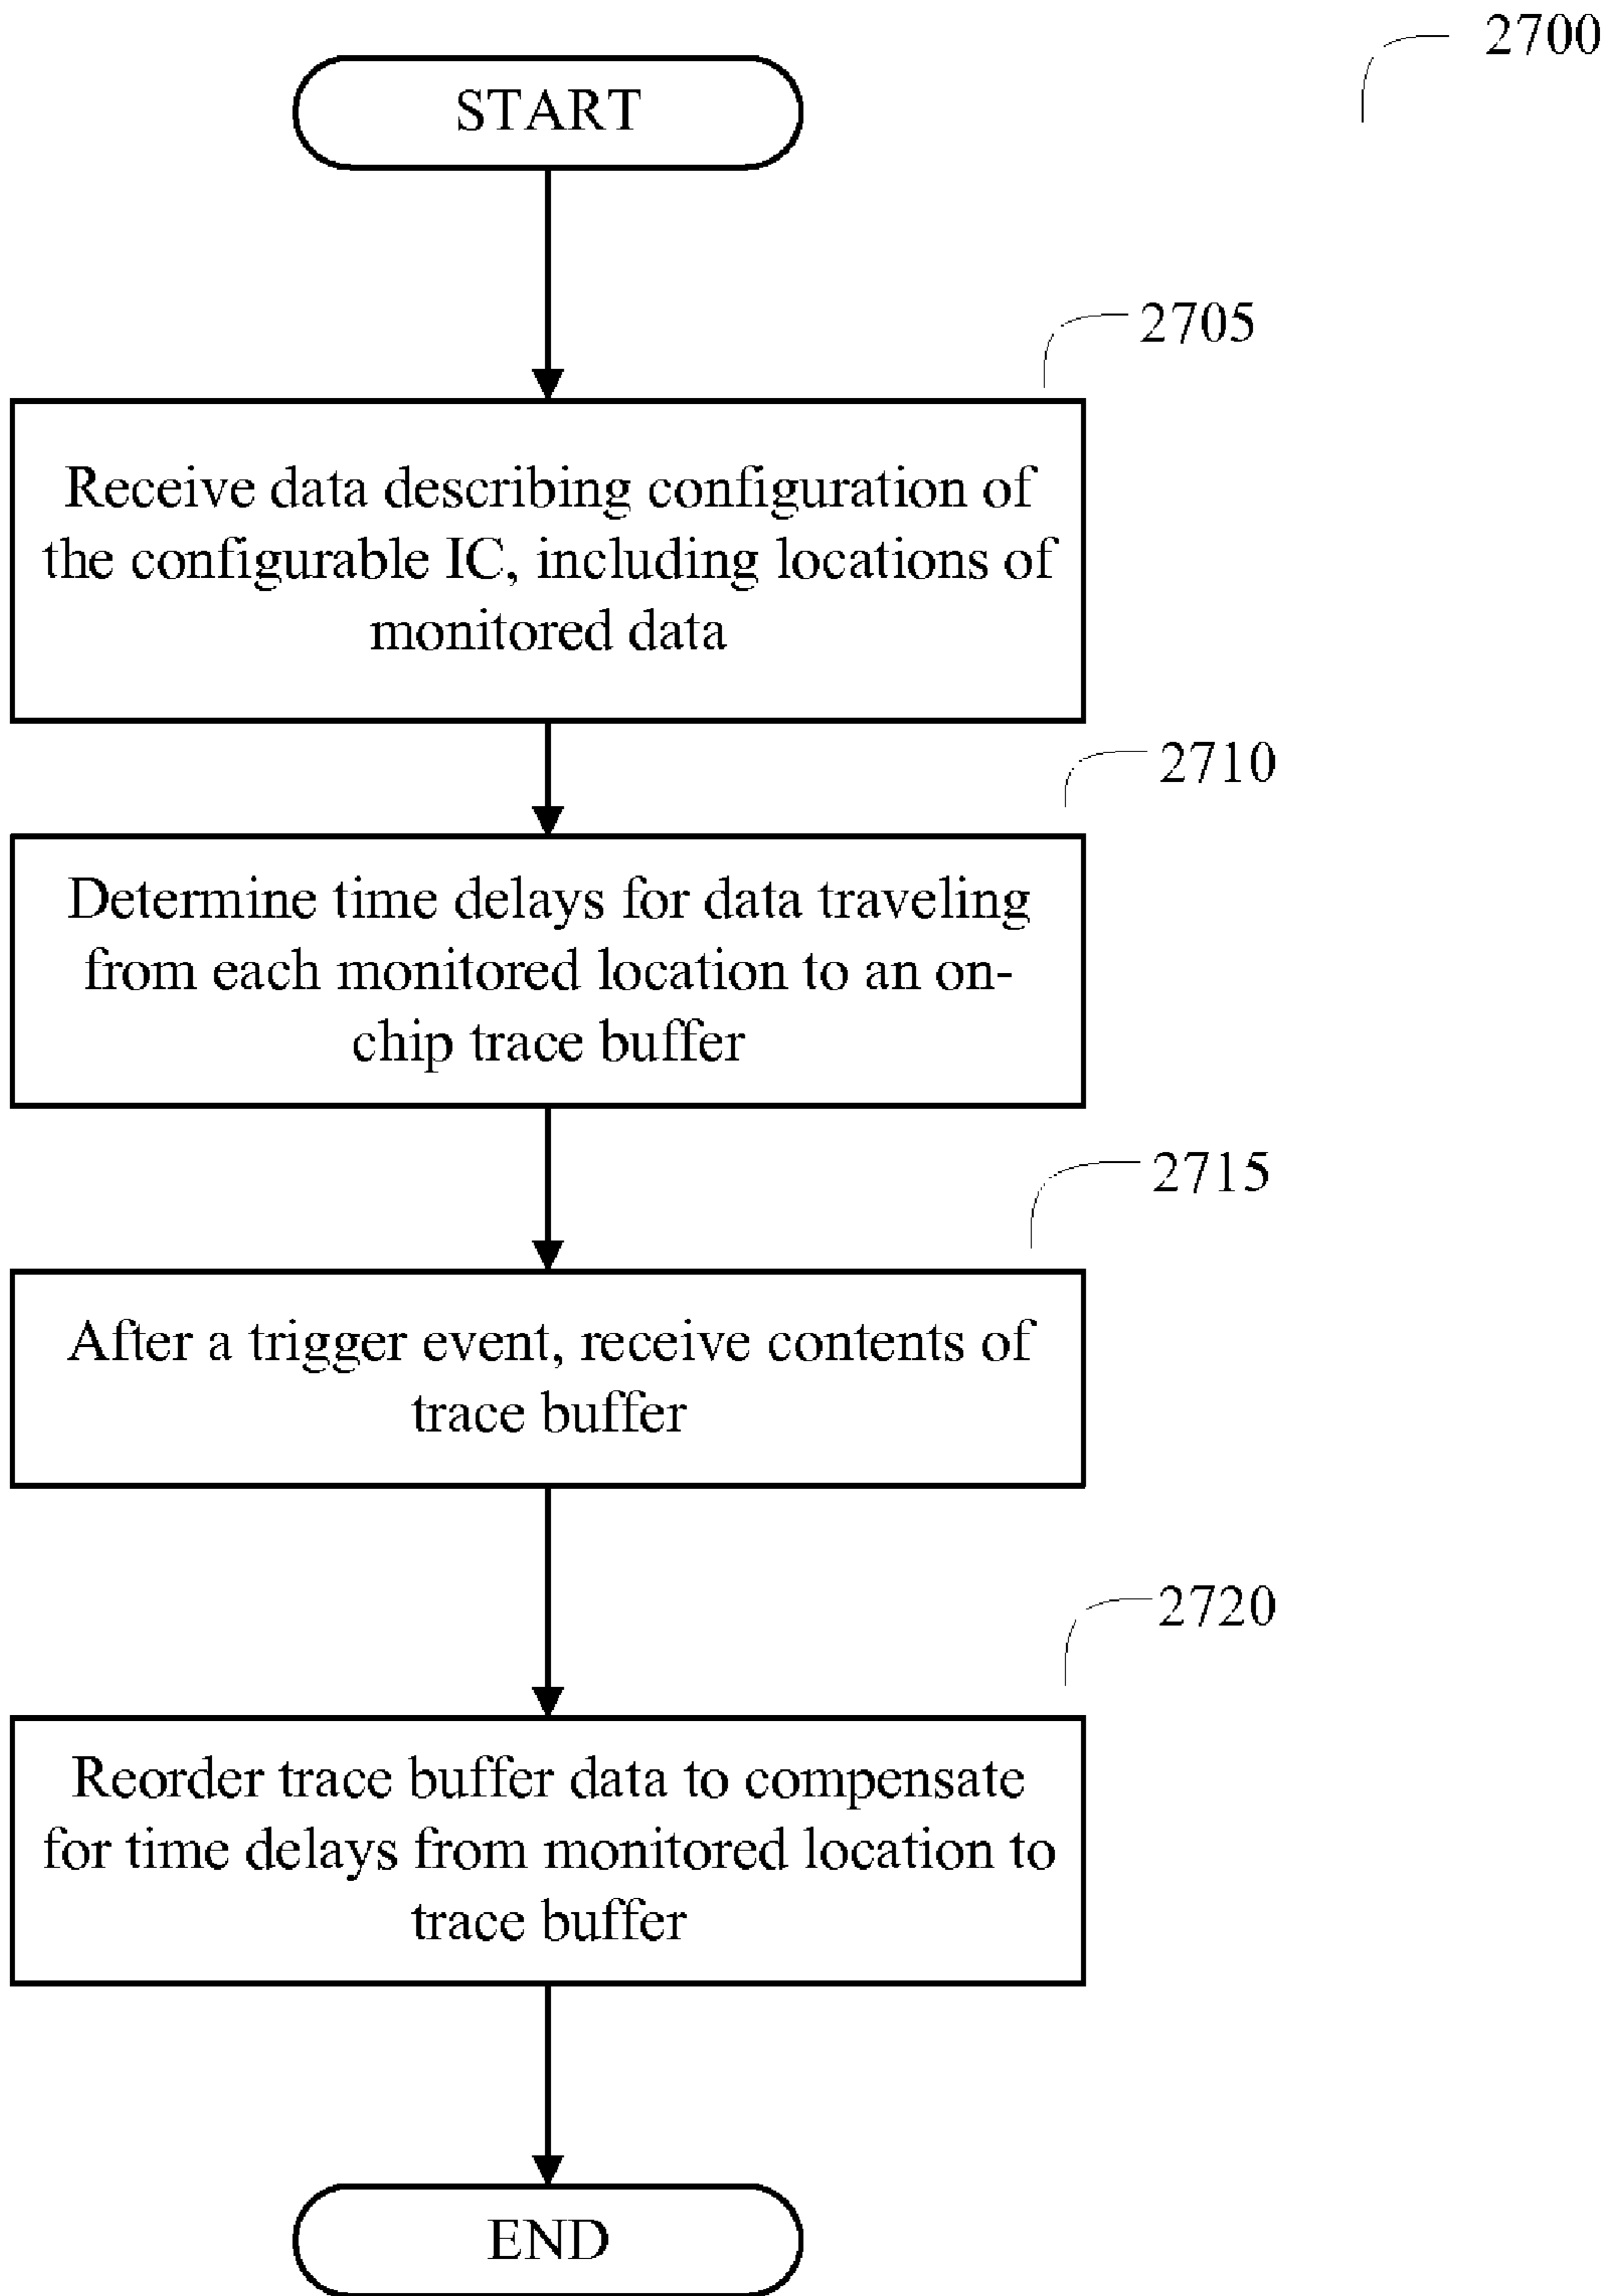 2700
START
2705
Receive data describing configuration of
the configurable IC, including locations of
monitored data
2710
Determine time delays for data traveling
from each monitored location to an on-
chip trace buffer
2715
After a trigger event, receive contents of
trace buffer
2720
Reorder trace buffer data to compensate
for time delays from monitored location to
trace buffer
END